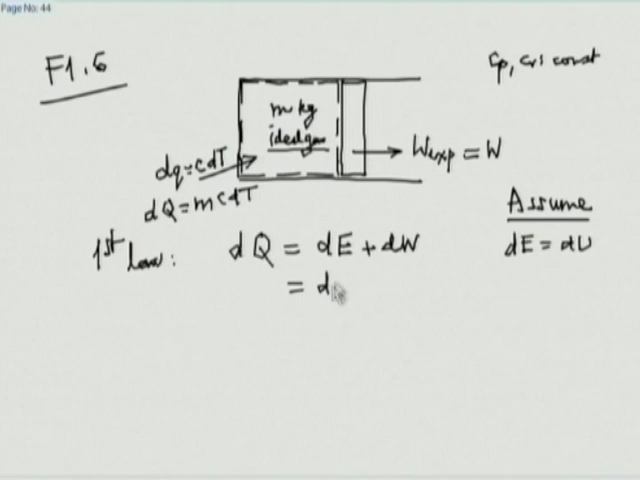 Page No: 44
F1.6
Cp, Cv: const
m kg
ideal gas
Wexp = W
dq = cdT
dQ = mcdT
Assume
dE = dU
1st Law: dQ = dE + dW
= d